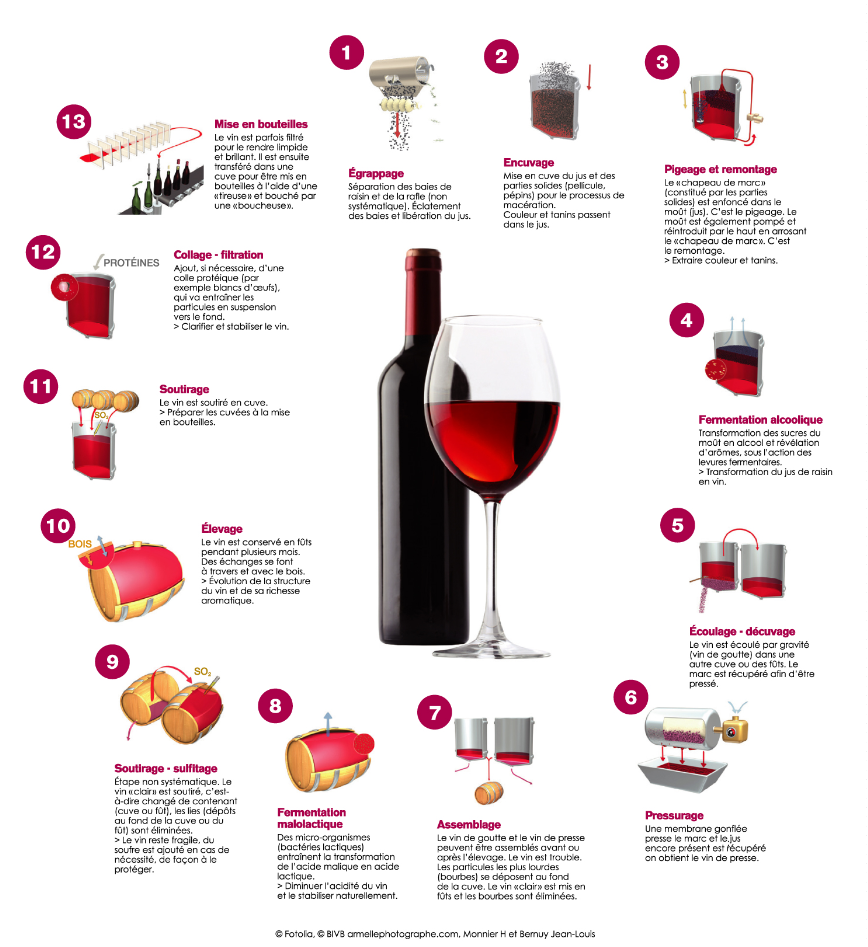 1
Égrappage
Séparation des baies de
raisin et de la rafle (non
systématique). Éclatement
des baies et libération du jus.
2
Encuvage
Mise en cuve du jus et des
parties solides (pellicule,
pépins) pour le processus de
macération.
Couleur et tanins passent
dans le jus.
3
Pigeage et remontage
Le «chapeau de marc»
(constitué par les parties
solides) est enfoncé dans le
moût (jus). C'est le pigeage. Le
moût est également pompé et
réintroduit par le haut en arrosant
le «chapeau de marc». C'est
le remontage.
> Extraire couleur et tanins.
4
Fermentation alcoolique
Transformation des sucres du
moût en alcool et révélation
d'arômes, sous l'action des
levures fermentaires.
> Transformation du jus de raisin
en vin.
5
Écoulage - décuvage
Le vin est écoulé par gravité
(vin de goutte) dans une
autre cuve ou des fûts. Le
marc est récupéré afin d'être
pressé.
6
Pressurage
Une membrane gonflée
presse le marc et le.jus
encore présent est récupéré
on obtient le vin de presse.
7
Assemblage
Le vin de goutte et le vin de presse
peuvent être assemblés avant ou
après l'élevage. Le vin est trouble.
Les particules les plus lourdes
(bourbes) se déposent au fond
de la cuve. Le vin «clair» est mis en
fûts et les bourbes sont éliminées.
8
Fermentation
malolactique
Des micro-organismes
(bactéries lactiques)
entraînent la transformation
de l'acide malique en acide
lactique.
> Diminuer l'acidité du vin
et le stabiliser naturellement.
9
SO₂
Soutirage - sulfitage
Étape non systématique. Le
vin «clair» est soutiré, c'est-
à-dire changé de contenant
(cuve ou fût), les lies (dépôts
au fond de la cuve ou du
fût) sont éliminées.
> Le vin reste fragile, du
soufre est ajouté en cas de
nécessité, de façon à le
protéger.
10
BOIS
Élevage
Le vin est conservé en fûts
pendant plusieurs mois.
Des échanges se font
à travers et avec le bois.
> Évolution de la structure
du vin et de sa richesse
aromatique.
11
SO₂
Soutirage
Le vin est soutiré en cuve.
> Préparer les cuvées à la mise
en bouteilles.
12
PROTÉINES
Collage - filtration
Ajout, si nécessaire, d'une
colle protéique (par
exemple blancs d'œufs),
qui va entraîner les
particules en suspension
vers le fond.
> Clarifier et stabiliser le vin.
13
Mise en bouteilles
Le vin est parfois filtré
pour le rendre limpide
et brillant. Il est ensuite
transféré dans une
cuve pour être mis en
bouteilles à l'aide d'une
«tireuse» et bouché par
une «boucheuse».
© Fotolia, © BIVB armellephotographe.com, Monnier H et Bernuy Jean-Louis